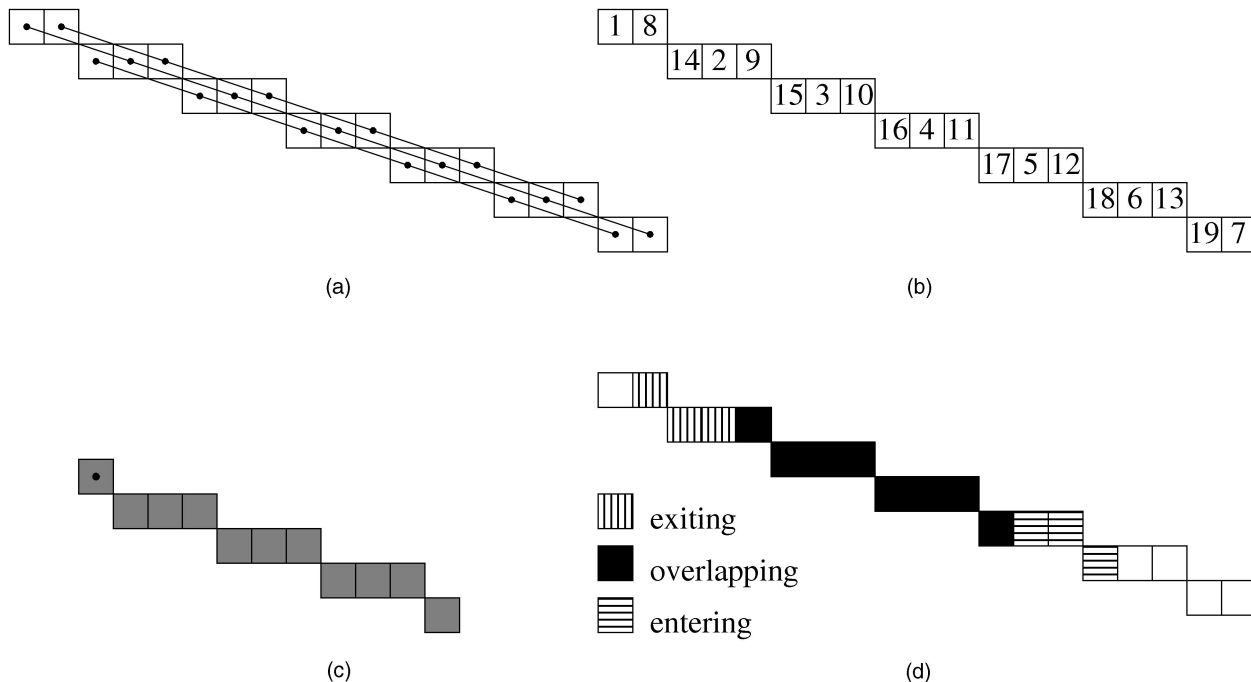 1 8
14 2 9
15 3 10
16 4 11
17 5 12
18 6 13
19 7
(a)
(b)
exiting
overlapping
entering
(c)
(d)